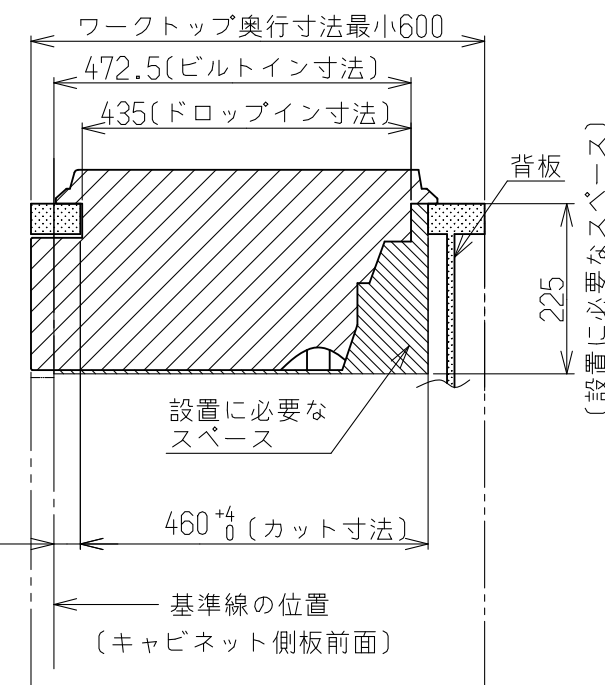 ワークトップ奥行寸法最小600
472.5(ビルトイン寸法)
435(ドロップイン寸法)
背板
225
(設置に必要なスペース)
設置に必要な
スペース
460 +4 0 (カット寸法)
基準線の位置
(キャビネット側板前面)